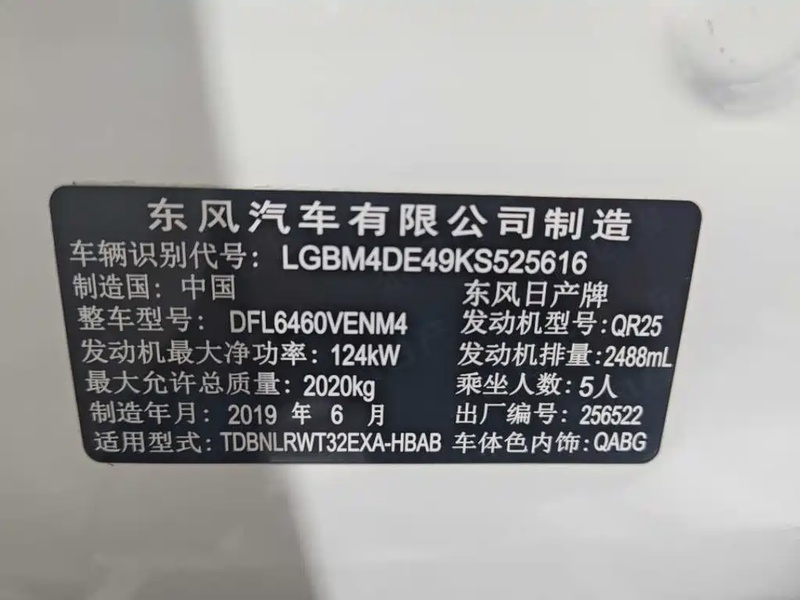 东风汽车有限公司制造
车辆识别代号: LGBM4DE49KS525616
制造国: 中国 东风日产牌
整车型号: DFL6460VENM4 发动机型号: QR25
发动机最大净功率: 124kW 发动机排量: 2488mL
最大允许总质量: 2020kg 乘坐人数: 5人
制造年月: 2019 年 6 月 出厂编号: 256522
适用型式: TDBNLRWT32EXA-HBAB 车体色内饰: QABG